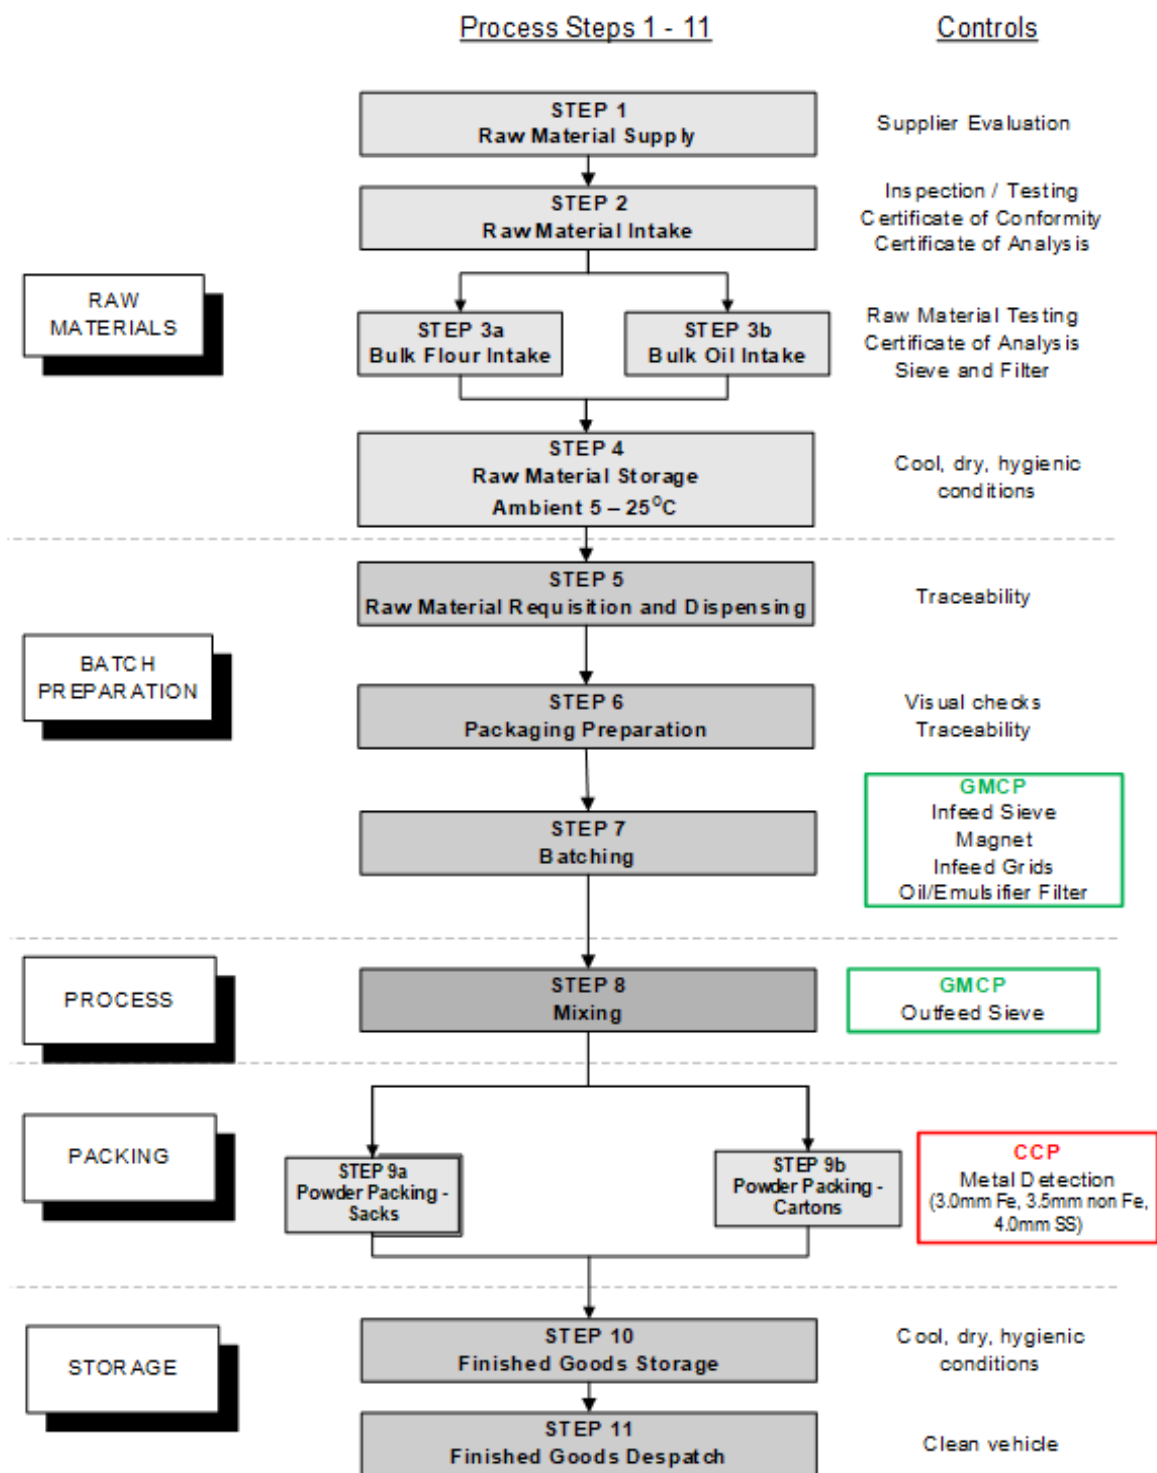 Process Steps 1 - 11
Controls
STEP 1
Raw Material Supply
Supplier Evaluation
STEP 2
Raw Material Intake
Inspection / Testing
Certificate of Conformity
Certificate of Analysis
RAW
MATERIALS
STEP 3a
Bulk Flour Intake
STEP 3b
Bulk Oil Intake
Raw Material Testing
Certificate of Analysis
Sieve and Filter
STEP 4
Raw Material Storage
Ambient 5 – 25⁰C
Cool, dry, hygienic
conditions
STEP 5
Raw Material Requisition and Dispensing
Traceability
BATCH
PREPARATION
STEP 6
Packaging Preparation
Visual checks
Traceability
STEP 7
Batching
GMCP
Infeed Sieve
Magnet
Infeed Grids
Oil/Emulsifier Filter
PROCESS
STEP 8
Mixing
GMCP
Outfeed Sieve
PACKING
STEP 9a
Powder Packing -
Sacks
STEP 9b
Powder Packing -
Cartons
CCP
Metal Detection
(3.0mm Fe, 3.5mm non Fe,
4.0mm SS)
STORAGE
STEP 10
Finished Goods Storage
Cool, dry, hygienic
conditions
STEP 11
Finished Goods Despatch
Clean vehicle